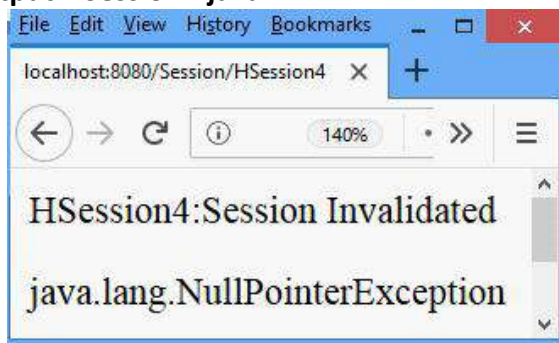 File Edit View History Bookmarks
localhost:8080/Session/HSession4
140%
HSession4:Session Invalidated
java.lang.NullPointerException